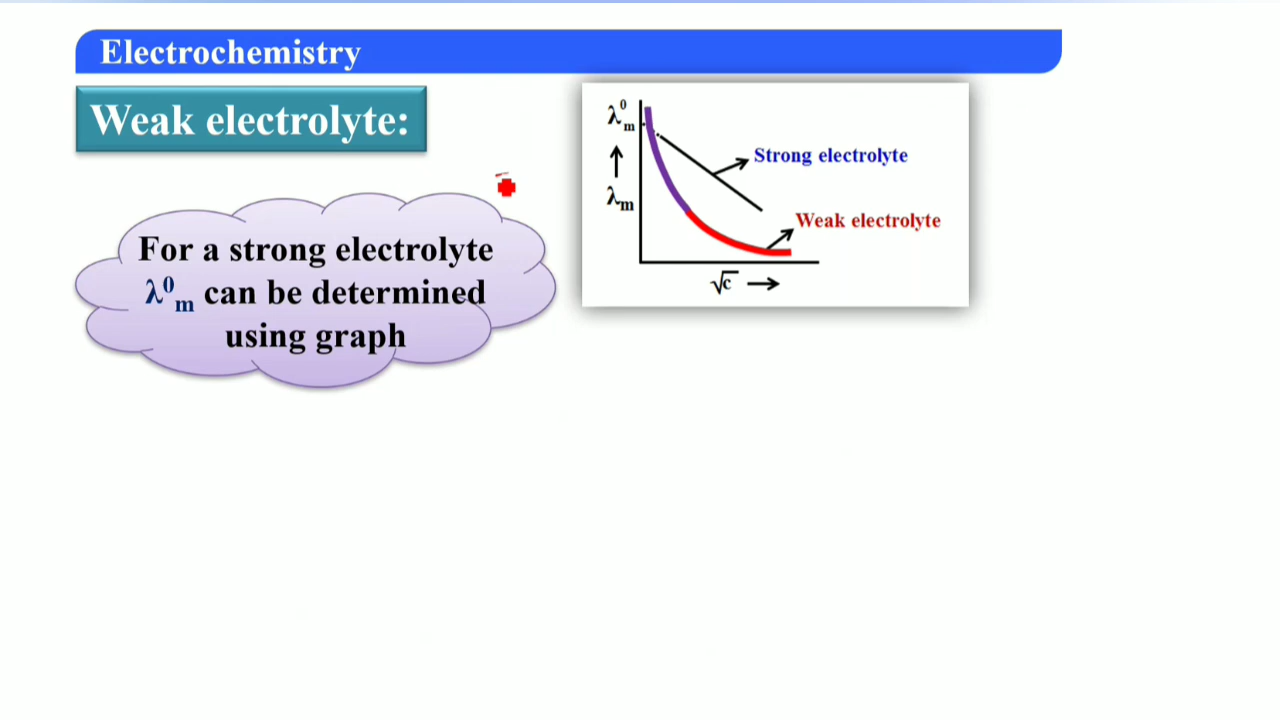 Electrochemistry
Weak electrolyte:
For a strong electrolyte
λ⁰m can be determined
using graph
λ⁰m
↑
λm
Strong electrolyte
Weak electrolyte
√c →